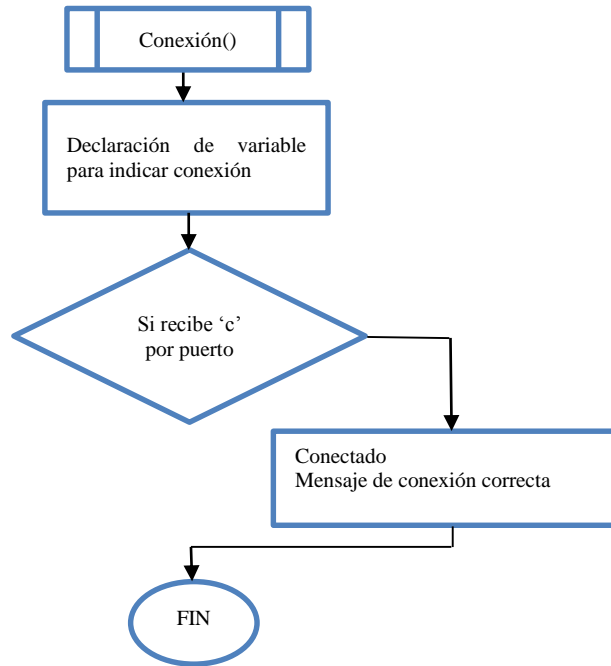 Conexión()
Declaración de variable
para indicar conexión
Si recibe ‘c’
por puerto
Conectado
Mensaje de conexión correcta
FIN